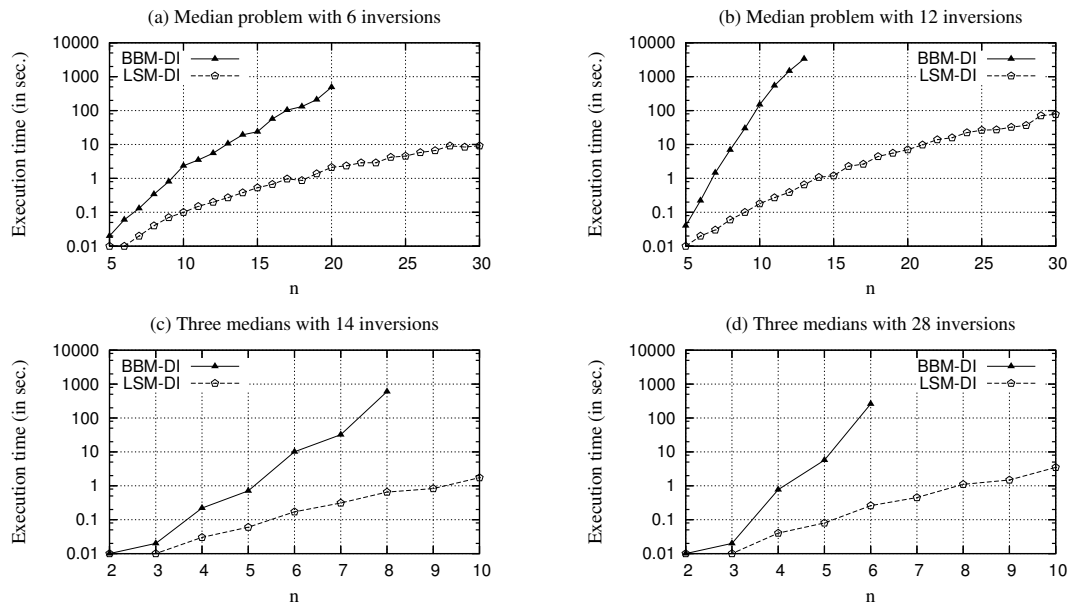 (a) Median problem with 6 inversions
Execution time (in sec.)
10000
1000
100
10
1
0.1
0.01
BBM-DI
LSM-DI
5 10 15 20 25 30
n
(b) Median problem with 12 inversions
Execution time (in sec.)
10000
1000
100
10
1
0.1
0.01
BBM-DI
LSM-DI
5 10 15 20 25 30
n
(c) Three medians with 14 inversions
Execution time (in sec.)
10000
1000
100
10
1
0.1
0.01
BBM-DI
LSM-DI
2 3 4 5 6 7 8 9 10
n
(d) Three medians with 28 inversions
Execution time (in sec.)
10000
1000
100
10
1
0.1
0.01
BBM-DI
LSM-DI
2 3 4 5 6 7 8 9 10
n